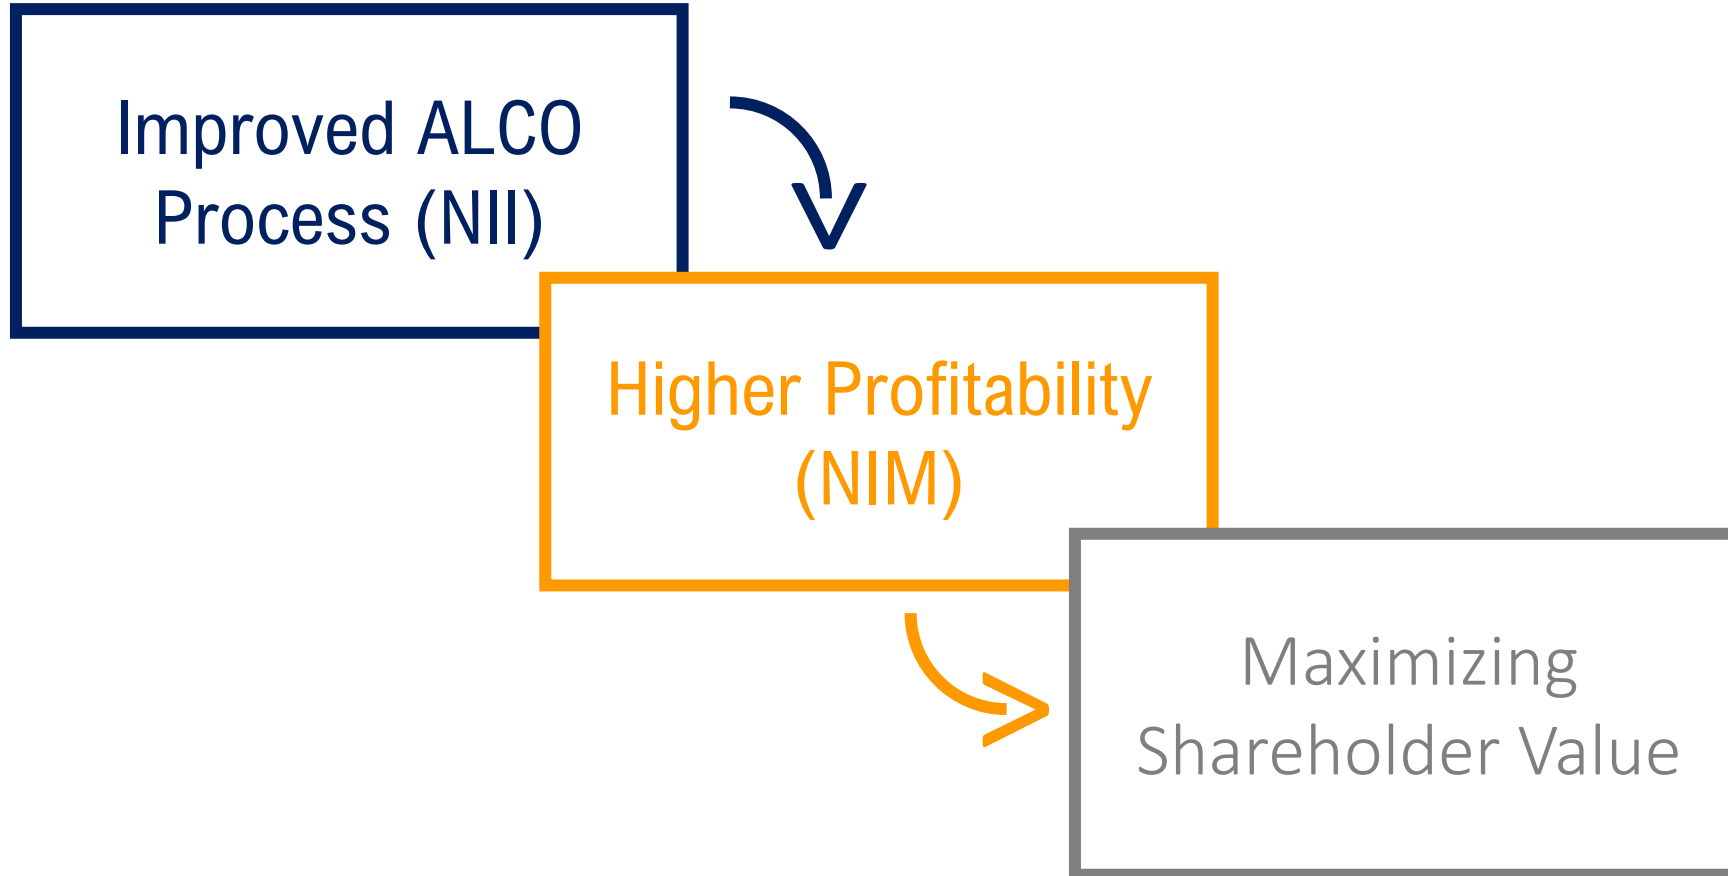 Improved ALCO
Process (NII)
Higher Profitability
(NIM)
Maximizing
Shareholder Value